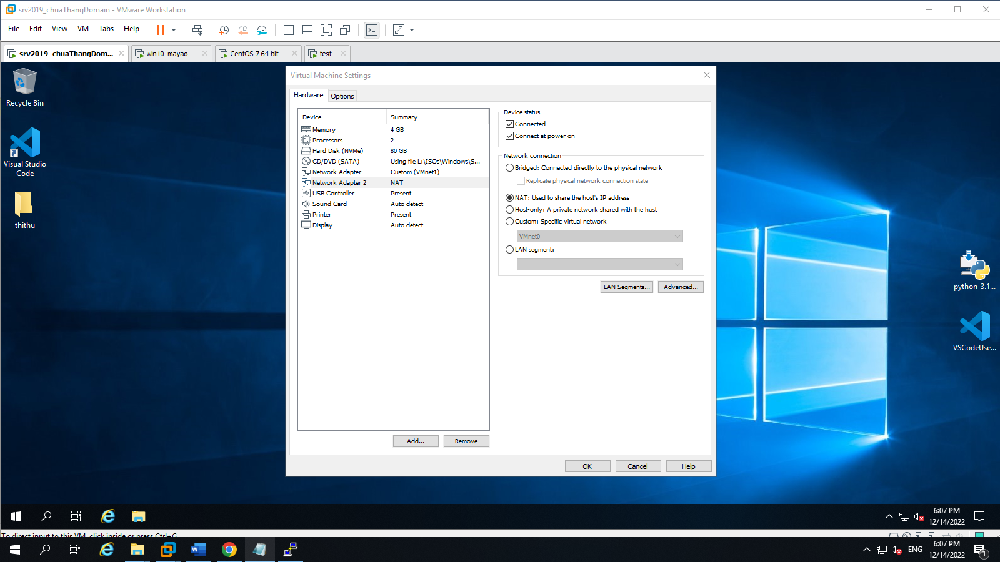 srv2019_chuaThangDomain - VMware Workstation
File Edit View VM Tabs Help
srv2019_chuaThangDom... win10_mayao CentOS 7 64-bit test
Recycle Bin
Visual Studio
Code
thithu
python-3.1...
VSCodeUse...
Virtual Machine Settings
Hardware Options
Device Summary
Memory 4 GB
Processors 2
Hard Disk (NVMe) 80 GB
CD/DVD (SATA) Using file L:\ISOs\Windows\S...
Network Adapter Custom (VMnet1)
Network Adapter 2 NAT
USB Controller Present
Sound Card Auto detect
Printer Present
Display Auto detect
Add... Remove
Device status
Connected
Connect at power on
Network connection
Bridged: Connected directly to the physical network
Replicate physical network connection state
NAT: Used to share the host's IP address
Host-only: A private network shared with the host
Custom: Specific virtual network
VMnet0
LAN segment:
LAN Segments... Advanced...
OK Cancel Help
6:07 PM
12/14/2022
To direct input to this VM, click inside or press Ctrl+G.
ENG
6:07 PM
12/14/2022
1